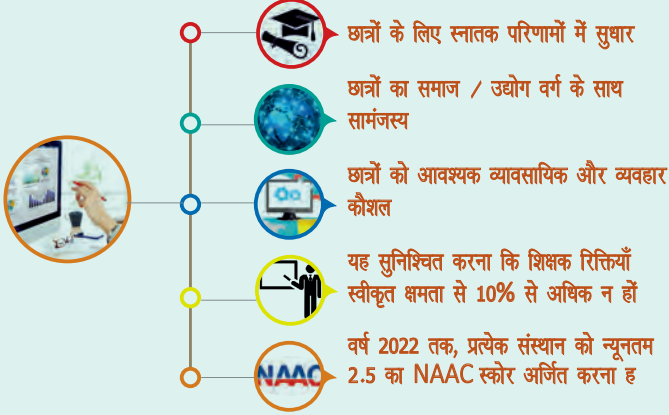 छात्रों के लिए स्नातक परिणामों में सुधार
छात्रों का समाज / उद्योग वर्ग के साथ
सामंजस्य
छात्रों को आवश्यक व्यावसायिक और व्यवहार
कौशल
यह सुनिश्चित करना कि शिक्षक रिक्तियाँ
स्वीकृत क्षमता से 10% से अधिक न हों
वर्ष 2022 तक, प्रत्येक संस्थान को न्यूनतम
2.5 का NAAC स्कोर अर्जित करना ह
NAAC